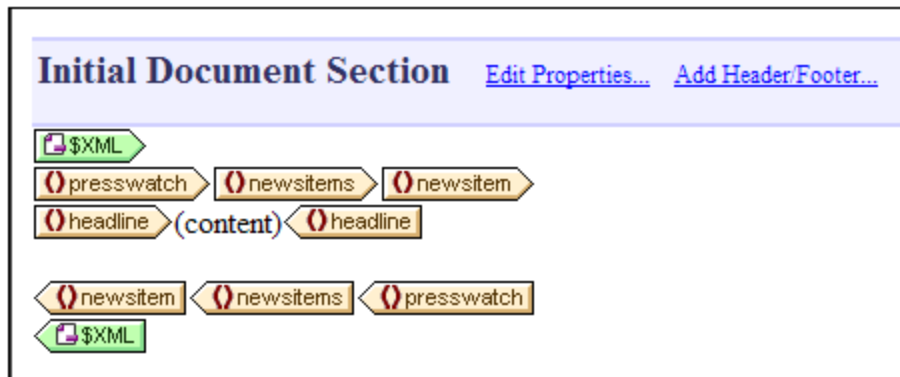 Initial Document Section Edit Properties... Add Header/Footer...
$XML
()presswatch ()newsitems ()newsitem
()headline (content) ()headline
()newsitem ()newsitems ()presswatch
$XML